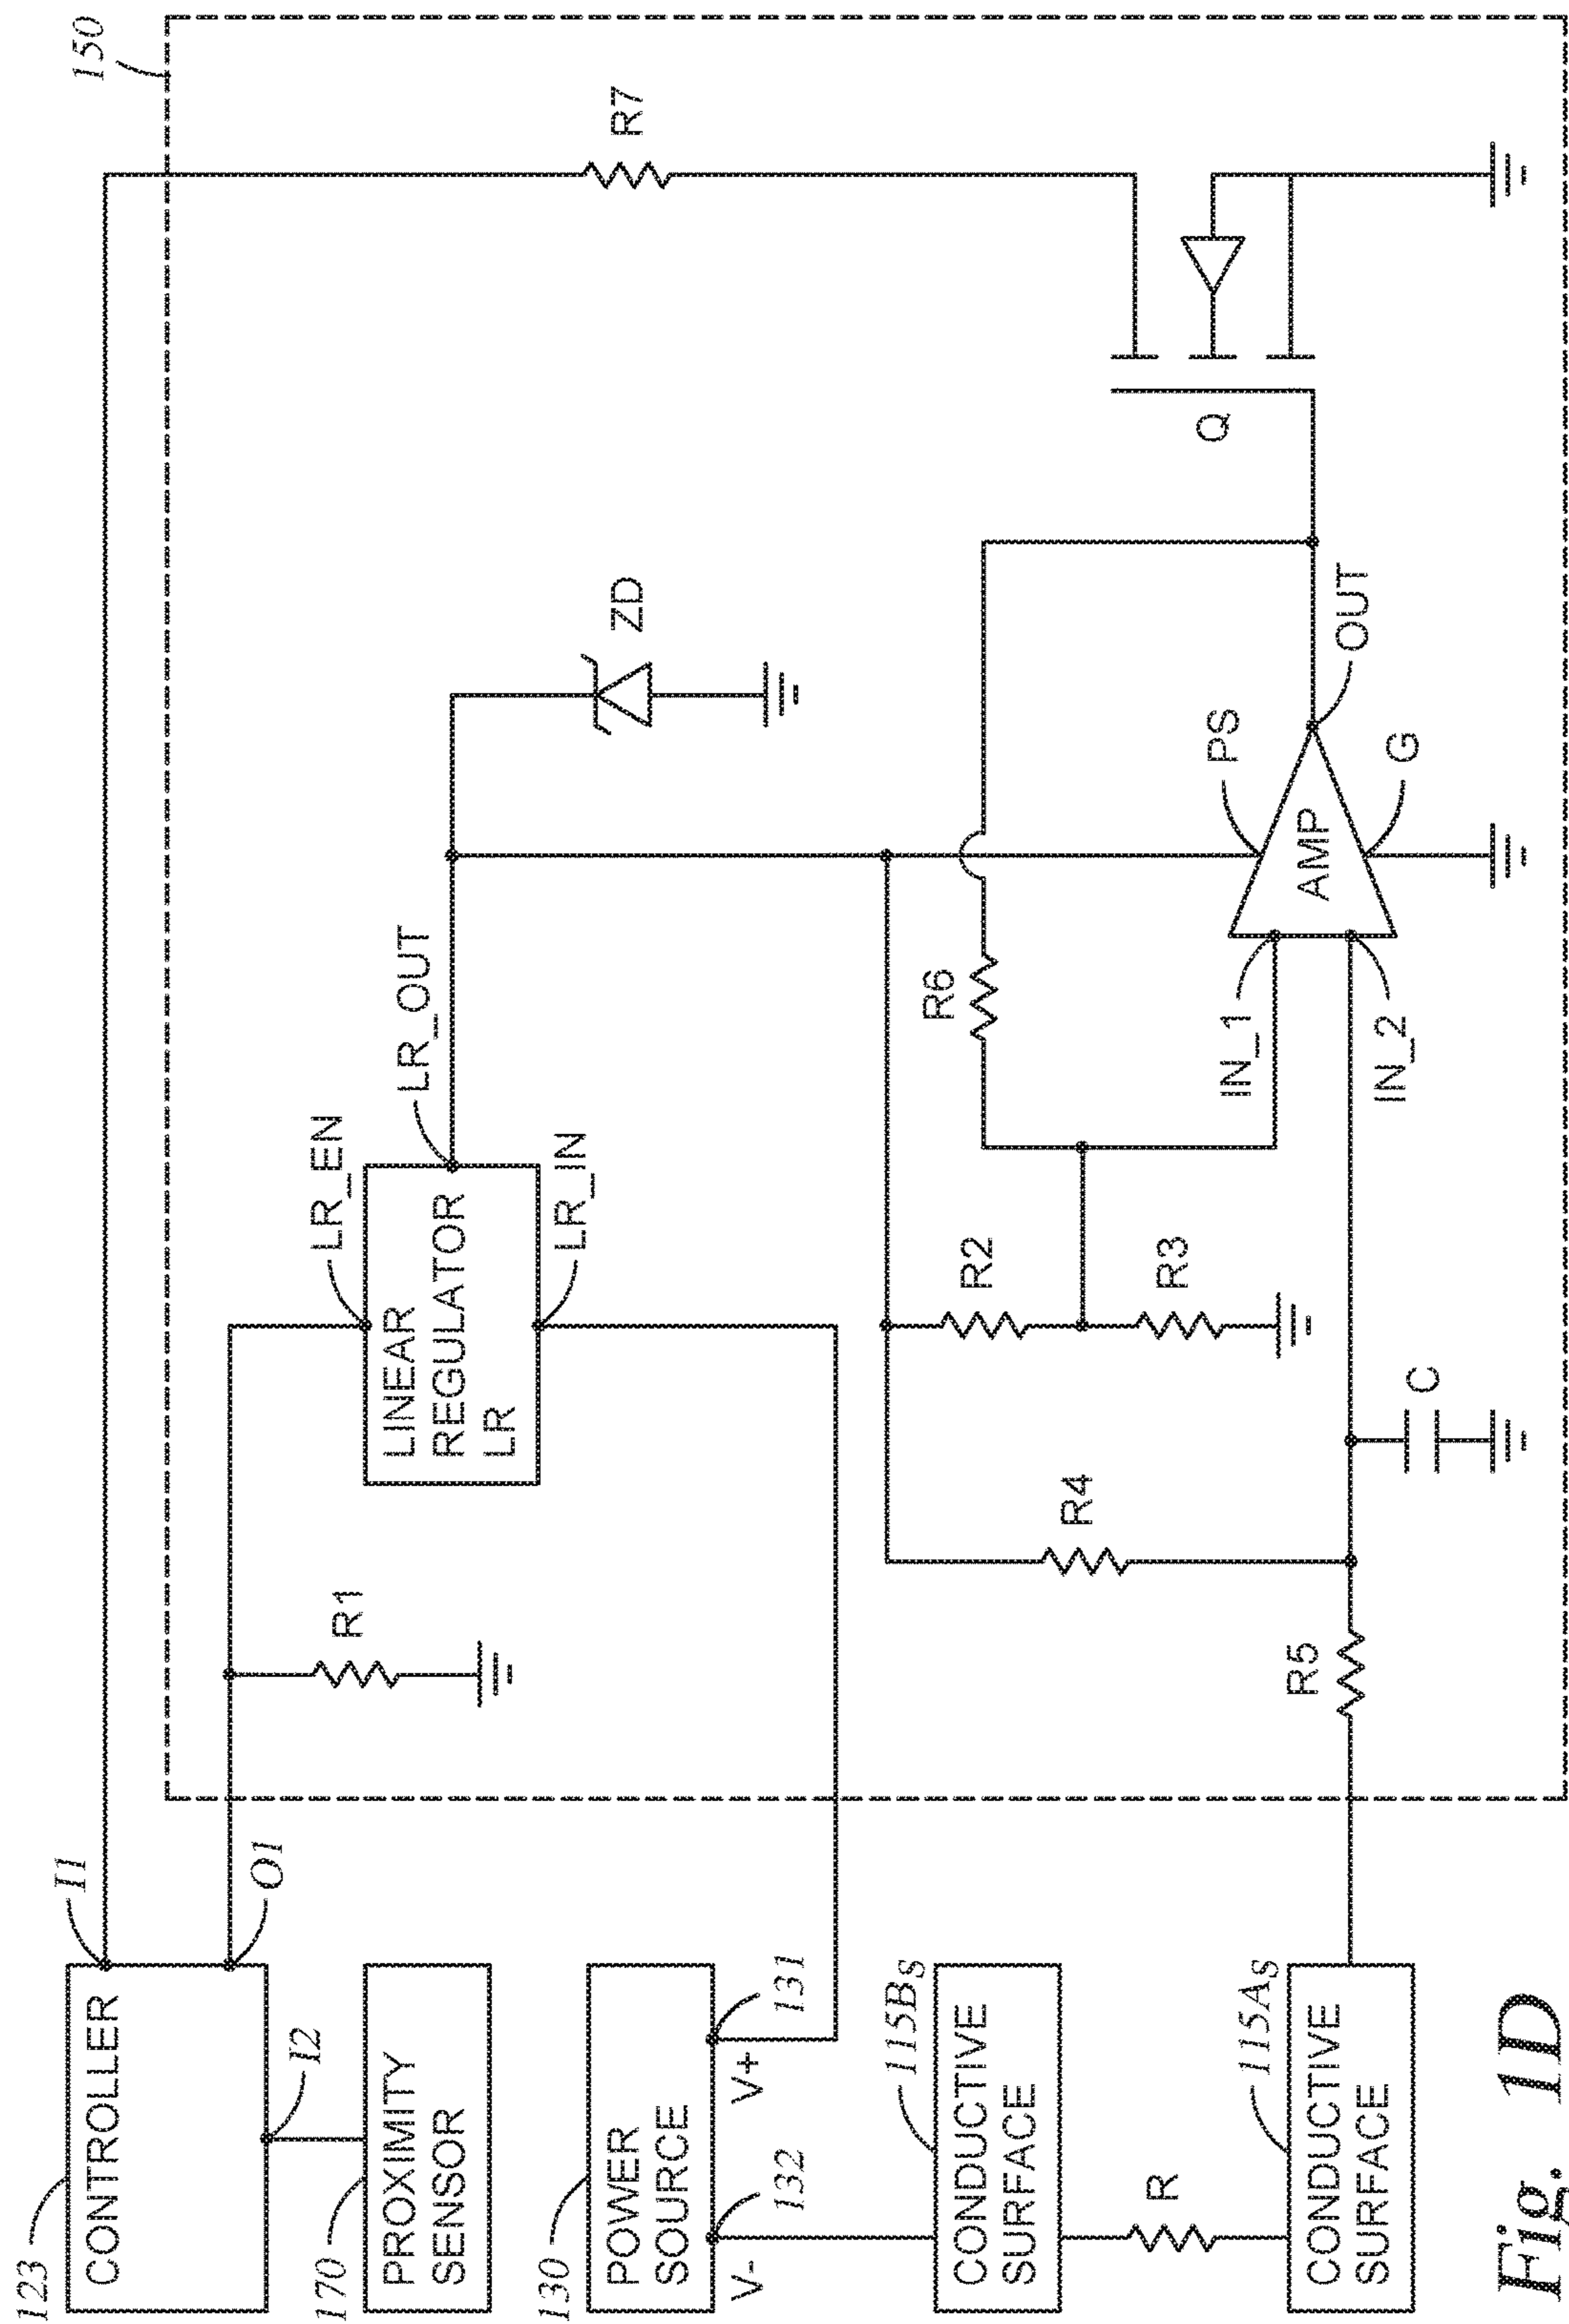 150
I1
R7
123
CONTROLLER
O1
I2
R1
LR_EN
LR_OUT
LINEAR
REGULATOR
LR
LR_IN
ZD
170
PROXIMITY
SENSOR
130
POWER
SOURCE
V+
131
V-
132
R6
PS
AMP
OUT
G
Q
IN_1
IN_2
R2
R3
R4
C
R5
115BS
CONDUCTIVE
SURFACE
R
115AS
CONDUCTIVE
SURFACE
Fig. 1D